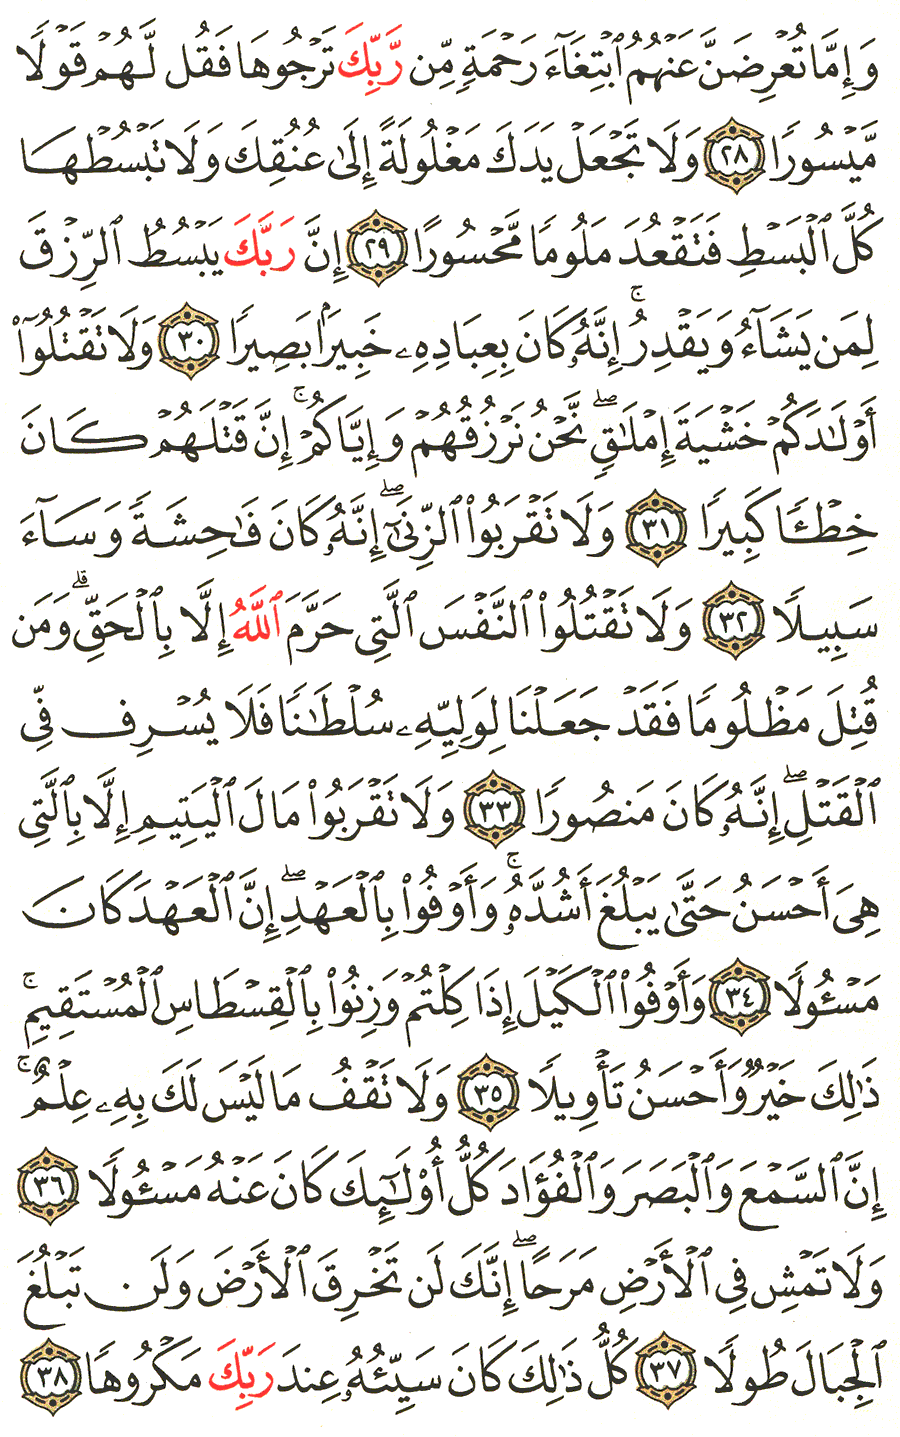 وَإِمَّا تُعۡرِضَنَّ عَنۡهُمُ ٱبۡتِغَآءَ رَحۡمَةٖ مِّن رَّبِّكَ تَرۡجُوهَا فَقُل لَّهُمۡ قَوۡلٗا
مَّيۡسُورٗا ٢٨ وَلَا تَجۡعَلۡ يَدَكَ مَغۡلُولَةً إِلَىٰ عُنُقِكَ وَلَا تَبۡسُطۡهَا
كُلَّ ٱلۡبَسۡطِ فَتَقۡعُدَ مَلُومٗا مَّحۡسُورًا ٢٩ إِنَّ رَبَّكَ يَبۡسُطُ ٱلرِّزۡقَ
لِمَن يَشَآءُ وَيَقۡدِرُۚ إِنَّهُۥ كَانَ بِعِبَادِهِۦ خَبِيرَۢا بَصِيرٗا ٣٠ وَلَا تَقۡتُلُوٓاْ
أَوۡلَٰدَكُمۡ خَشۡيَةَ إِمۡلَٰقٖۖ نَّحۡنُ نَرۡزُقُهُمۡ وَإِيَّاكُمۡۚ إِنَّ قَتۡلَهُمۡ كَانَ
خِطۡـٔٗا كَبِيرٗا ٣١ وَلَا تَقۡرَبُواْ ٱلزِّنَىٰٓۖ إِنَّهُۥ كَانَ فَٰحِشَةٗ وَسَآءَ
سَبِيلٗا ٣٢ وَلَا تَقۡتُلُواْ ٱلنَّفۡسَ ٱلَّتِي حَرَّمَ ٱللَّهُ إِلَّا بِٱلۡحَقِّۗ وَمَن
قُتِلَ مَظۡلُومٗا فَقَدۡ جَعَلۡنَا لِوَلِيِّهِۦ سُلۡطَٰنٗا فَلَا يُسۡرِف فِّي
ٱلۡقَتۡلِۖ إِنَّهُۥ كَانَ مَنصُورٗا ٣٣ وَلَا تَقۡرَبُواْ مَالَ ٱلۡيَتِيمِ إِلَّا بِٱلَّتِي
هِيَ أَحۡسَنُ حَتَّىٰ يَبۡلُغَ أَشُدَّهُۥۚ وَأَوۡفُواْ بِٱلۡعَهۡدِۖ إِنَّ ٱلۡعَهۡدَ كَانَ
مَسۡـُٔولٗا ٣٤ وَأَوۡفُواْ ٱلۡكَيۡلَ إِذَا كِلۡتُمۡ وَزِنُواْ بِٱلۡقِسۡطَاسِ ٱلۡمُسۡتَقِيمِۚ
ذَٰلِكَ خَيۡرٞ وَأَحۡسَنُ تَأۡوِيلٗا ٣٥ وَلَا تَقۡفُ مَا لَيۡسَ لَكَ بِهِۦ عِلۡمٌۚ
إِنَّ ٱلسَّمۡعَ وَٱلۡبَصَرَ وَٱلۡفُؤَادَ كُلُّ أُوْلَٰٓئِكَ كَانَ عَنۡهُ مَسۡـُٔولٗا ٣٦
وَلَا تَمۡشِ فِي ٱلۡأَرۡضِ مَرَحًاۖ إِنَّكَ لَن تَخۡرِقَ ٱلۡأَرۡضَ وَلَن تَبۡلُغَ
ٱلۡجِبَالَ طُولٗا ٣٧ كُلُّ ذَٰلِكَ كَانَ سَيِّئُهُۥ عِندَ رَبِّكَ مَكۡرُوهٗا ٣٨